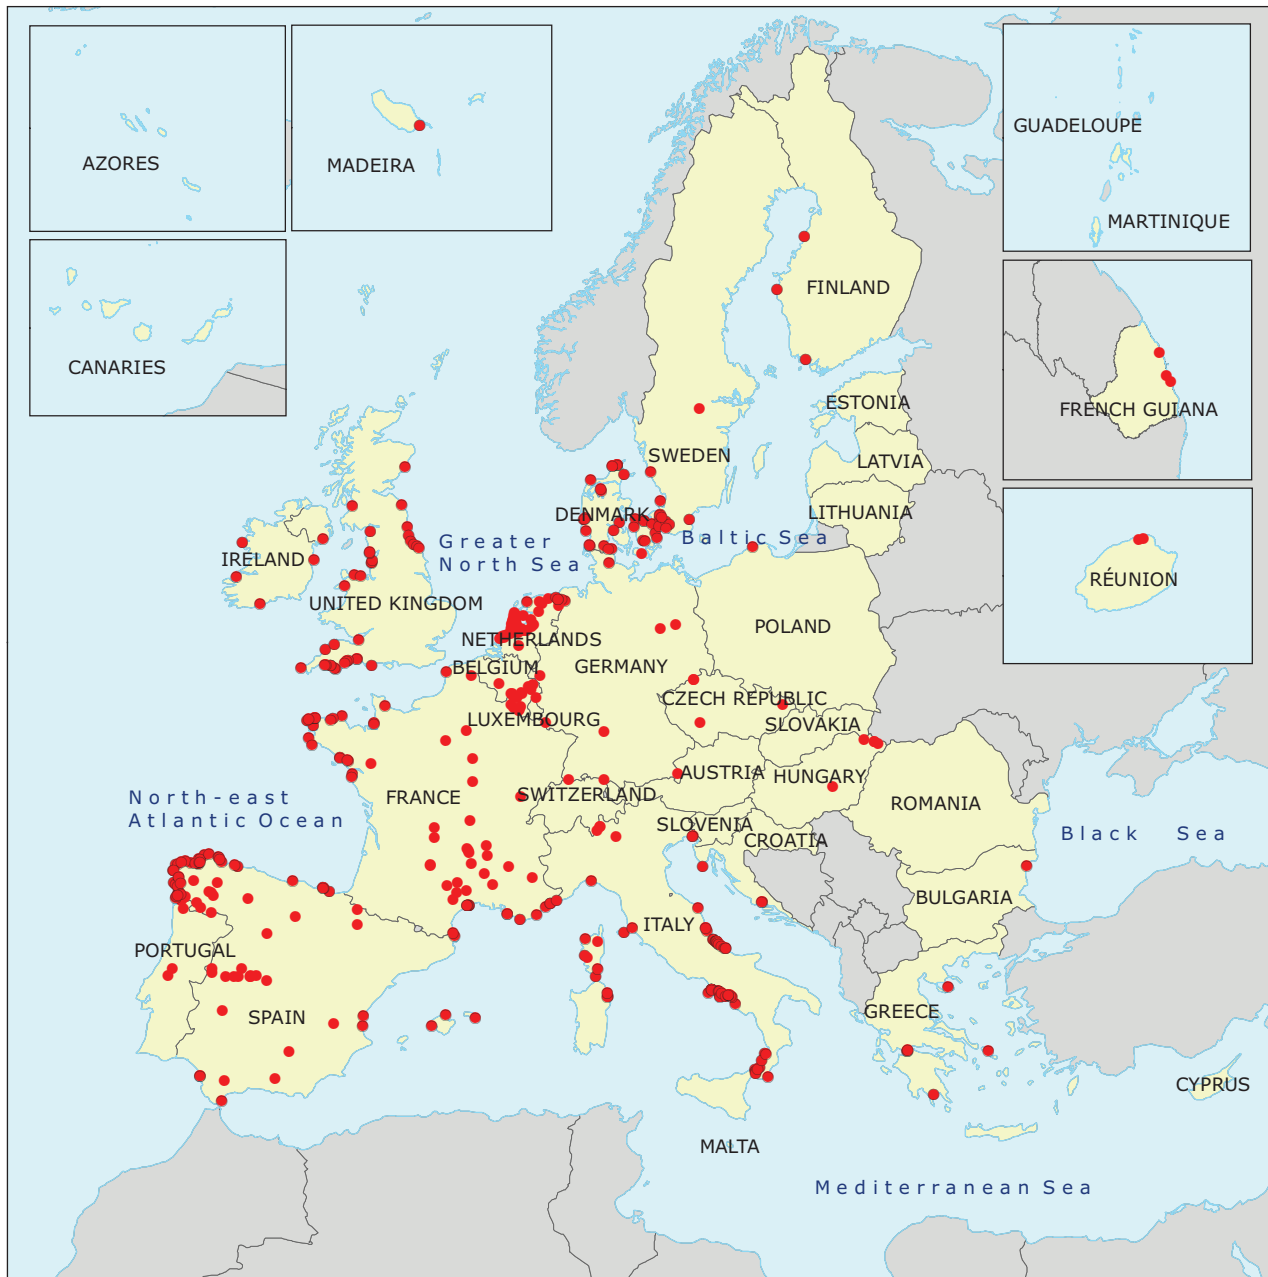 AZORES
MADEIRA
GUADELOUPE
MARTINIQUE
CANARIES
FINLAND
FRENCH GUIANA
ESTONIA
SWEDEN
LATVIA
LITHUANIA
DENMARK
Baltic Sea
Greater
North Sea
IRELAND
RÉUNION
UNITED KINGDOM
POLAND
NETHERLANDS
BELGIUM
GERMANY
CZECH REPUBLIC
LUXEMBOURG
SLOVAKIA
AUSTRIA
HUNGARY
FRANCE
SWITZERLAND
ROMANIA
North-east
Atlantic Ocean
SLOVENIA
CROATIA
Black Sea
BULGARIA
ITALY
PORTUGAL
SPAIN
GREECE
CYPRUS
MALTA
Mediterranean Sea